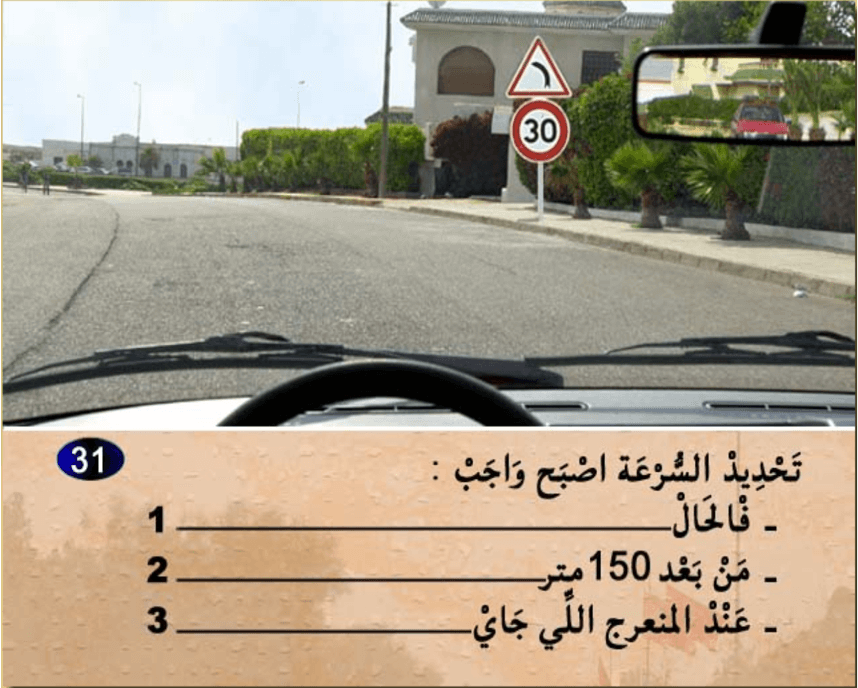 30
31
تَحْدِيدْ السُّرْعَة اصْبَح وَاجَبْ :
ـ فْالحَالْ 1
ـ مَنْ بَعْد 150 متر 2
ـ عَنْدْ المنعرج اللِّي جَايْ 3